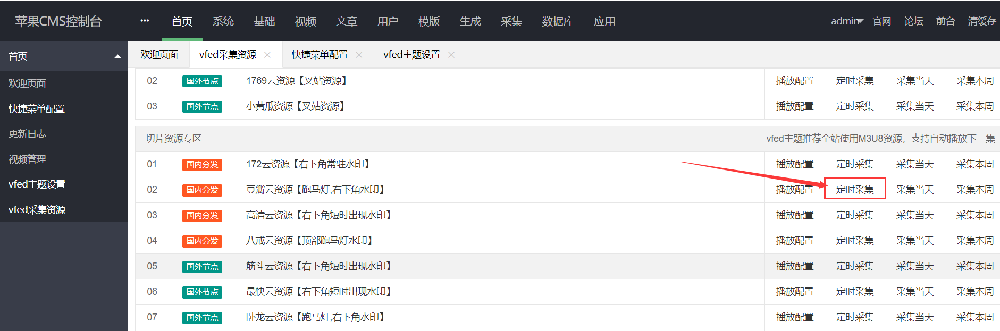 苹果CMS控制台 ••• 首页 系统 基础 视频 文章 用户 模版 生成 采集 数据库 应用 admin 官网 论坛 前台 清缓存
首页
欢迎页面
快捷菜单配置
更新日志
视频管理
vfed主题设置
vfed采集资源
欢迎页面 vfed采集资源 × 快捷菜单配置 × vfed主题设置 ×
02 国外节点 1769云资源【叉站资源】 播放配置 定时采集 采集当天 采集本周
03 国外节点 小黄瓜资源【叉站资源】 播放配置 定时采集 采集当天 采集本周
切片资源专区 vfed主题推荐全站使用M3U8资源，支持自动播放下一集
01 国内分发 172云资源【右下角常驻水印】 播放配置 定时采集 采集当天 采集本周
02 国内分发 豆瓣云资源【跑马灯,右下角水印】 播放配置 定时采集 采集当天 采集本周
03 国内分发 高清云资源【右下角短时出现水印】 播放配置 定时采集 采集当天 采集本周
04 国内分发 八戒云资源【顶部跑马灯水印】 播放配置 定时采集 采集当天 采集本周
05 国外节点 筋斗云资源【右下角短时出现水印】 播放配置 定时采集 采集当天 采集本周
06 国外节点 最快云资源【右下角短时出现水印】 播放配置 定时采集 采集当天 采集本周
07 国外节点 卧龙云资源【跑马灯,右下角水印】 播放配置 定时采集 采集当天 采集本周